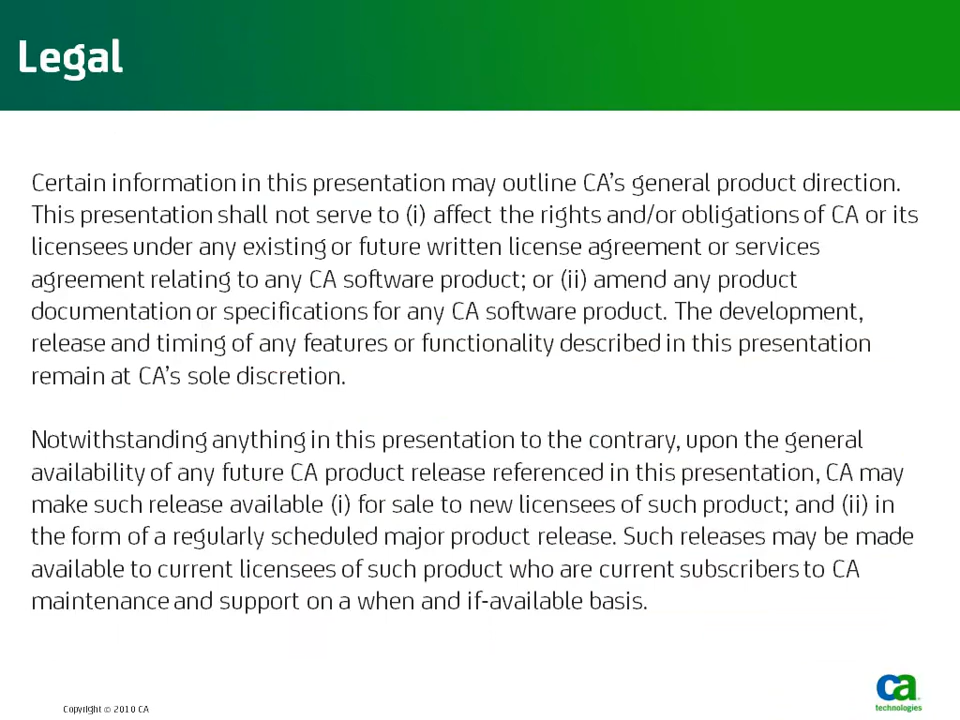 Legal
Certain information in this presentation may outline CA's general product direction.
This presentation shall not serve to (i) affect the rights and/or obligations of CA or its
licensees under any existing or future written license agreement or services
agreement relating to any CA software product; or (ii) amend any product
documentation or specifications for any CA software product. The development,
release and timing of any features or functionality described in this presentation
remain at CA's sole discretion.
Notwithstanding anything in this presentation to the contrary, upon the general
availability of any future CA product release referenced in this presentation, CA may
make such release available (i) for sale to new licensees of such product; and (ii) in
the form of a regularly scheduled major product release. Such releases may be made
available to current licensees of such product who are current subscribers to CA
maintenance and support on a when and if-available basis.
Copyright © 2010 CA
ca
technologies